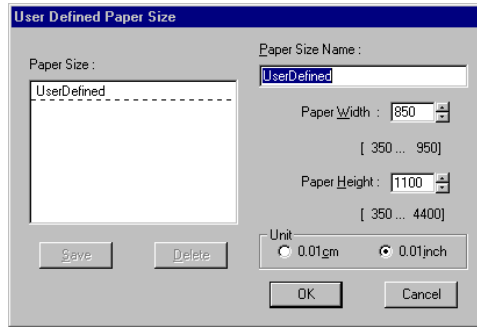 User Defined Paper Size
Paper Size :
UserDefined
Save
Delete
Paper Size Name :
UserDefined
Paper Width : 850
[ 350 ... 950]
Paper Height : 1100
[ 350 ... 4400]
Unit
0.01cm
0.01inch
OK
Cancel